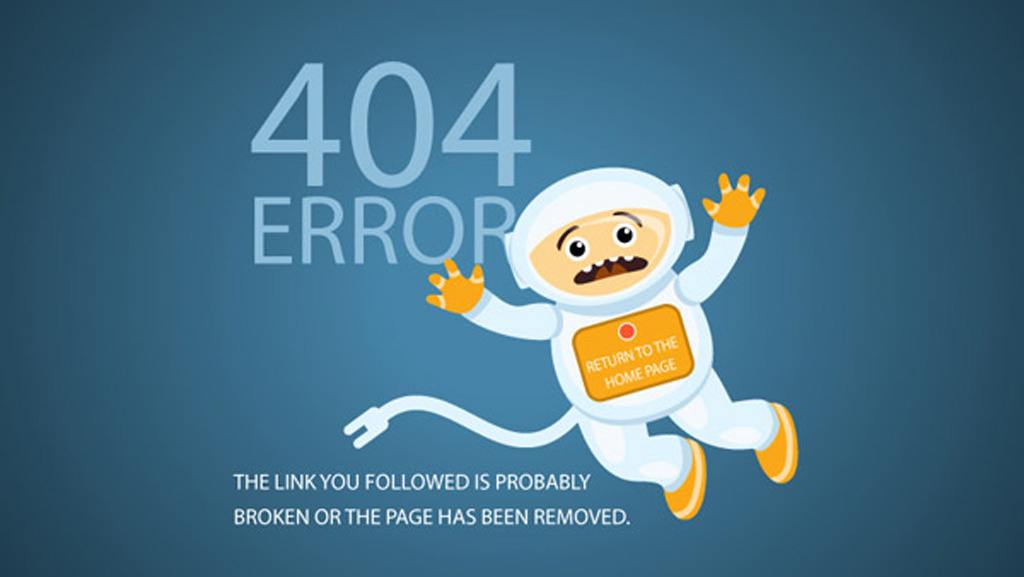 404
ERROR
RETURN TO THE
HOME PAGE
THE LINK YOU FOLLOWED IS PROBABLY
BROKEN OR THE PAGE HAS BEEN REMOVED.